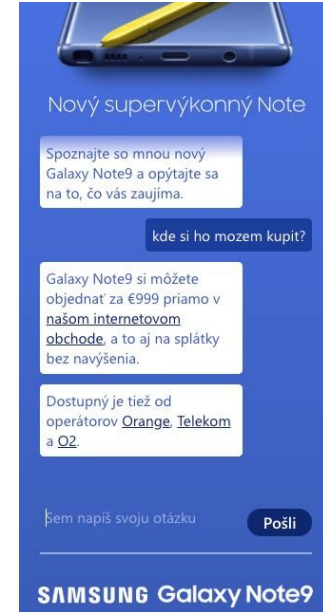 Nový supervýkonný Note
Spoznajte so mnou nový
Galaxy Note9 a opýtajte sa
na to, čo vás zaujíma.
kde si ho mozem kupit?
Galaxy Note9 si môžete
objednať za €999 priamo v
našom internetovom
obchode, a to aj na splátky
bez navýšenia.
Dostupný je tiež od
operátorov Orange, Telekom
a O2.
Sem napíš svoju otázku
Pošli
SAMSUNG Galaxy Note9